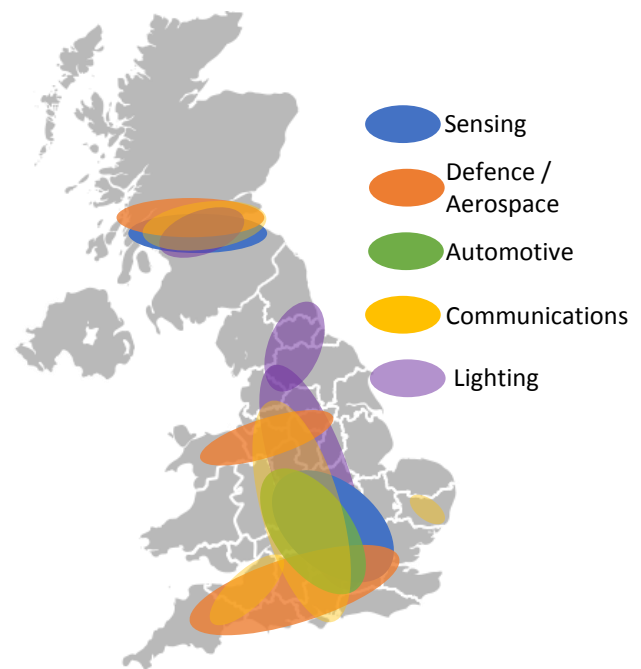 Sensing
Defence /
Aerospace
Automotive
Communications
Lighting